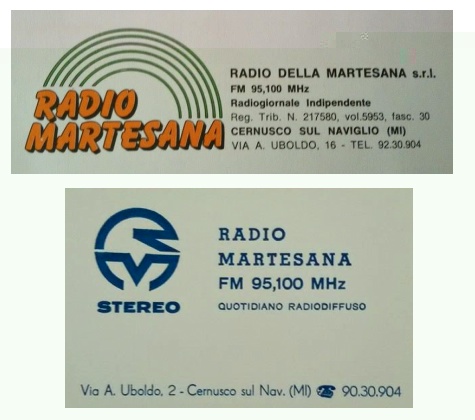 RADIO
MARTESANA
RADIO DELLA MARTESANA s.r.l.
FM 95,100 MHz
Radiogiornale Indipendente
Reg. Trib. N. 217580, vol.5953, fasc. 30
CERNUSCO SUL NAVIGLIO (MI)
VIA A. UBOLDO, 16 - TEL. 92.30.904
RM
STEREO
RADIO
MARTESANA
FM 95,100 MHz
QUOTIDIANO RADIODIFFUSO
Via A. Uboldo, 2 - Cernusco sul Nav. (MI) ☎ 90.30.904